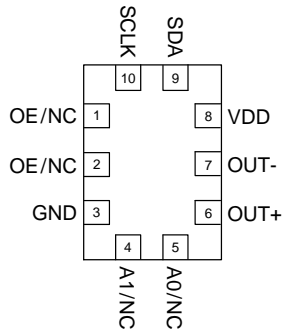 SCLK
SDA
10
9
OE/NC 1
8 VDD
OE/NC 2
7 OUT-
GND 3
6 OUT+
4
5
A1/NC
A0/NC